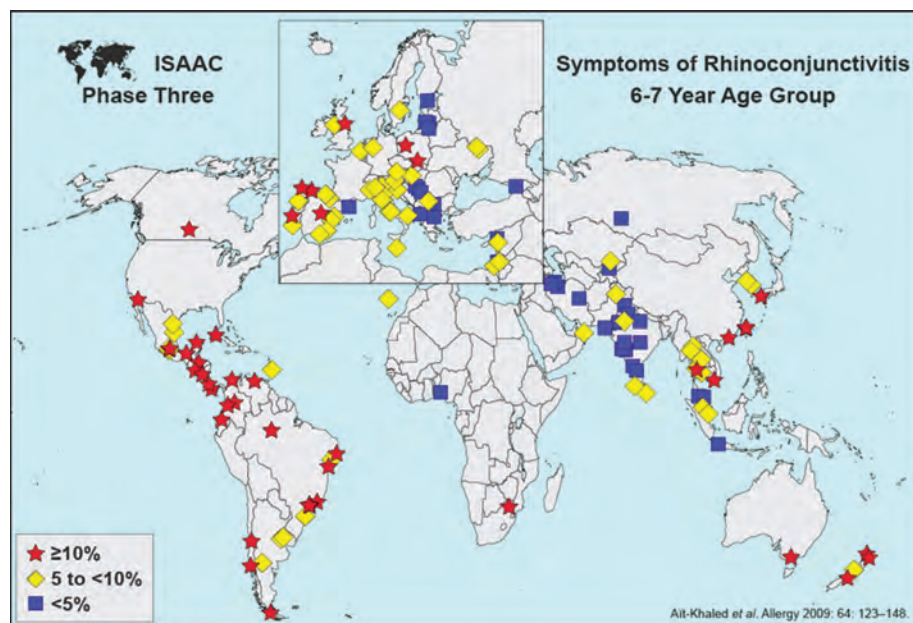 ISAAC
Phase Three
Symptoms of Rhinoconjunctivitis
6-7 Year Age Group
≥10%
5 to <10%
<5%
Aït-Khaled et al. Allergy 2009: 64: 123–148.